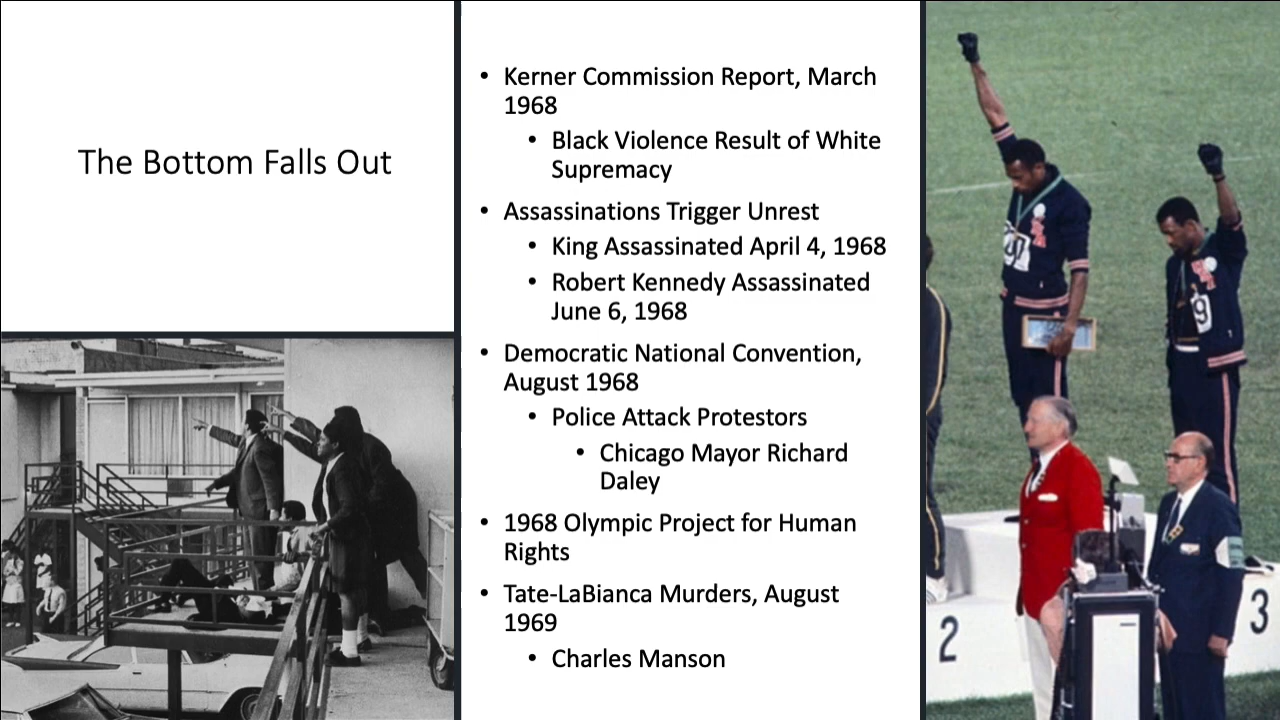 The Bottom Falls Out
• Kerner Commission Report, March
1968
• Black Violence Result of White
Supremacy
• Assassinations Trigger Unrest
• King Assassinated April 4, 1968
• Robert Kennedy Assassinated
June 6, 1968
• Democratic National Convention,
August 1968
• Police Attack Protestors
• Chicago Mayor Richard
Daley
• 1968 Olympic Project for Human
Rights
• Tate-LaBianca Murders, August
1969
• Charles Manson
2
3